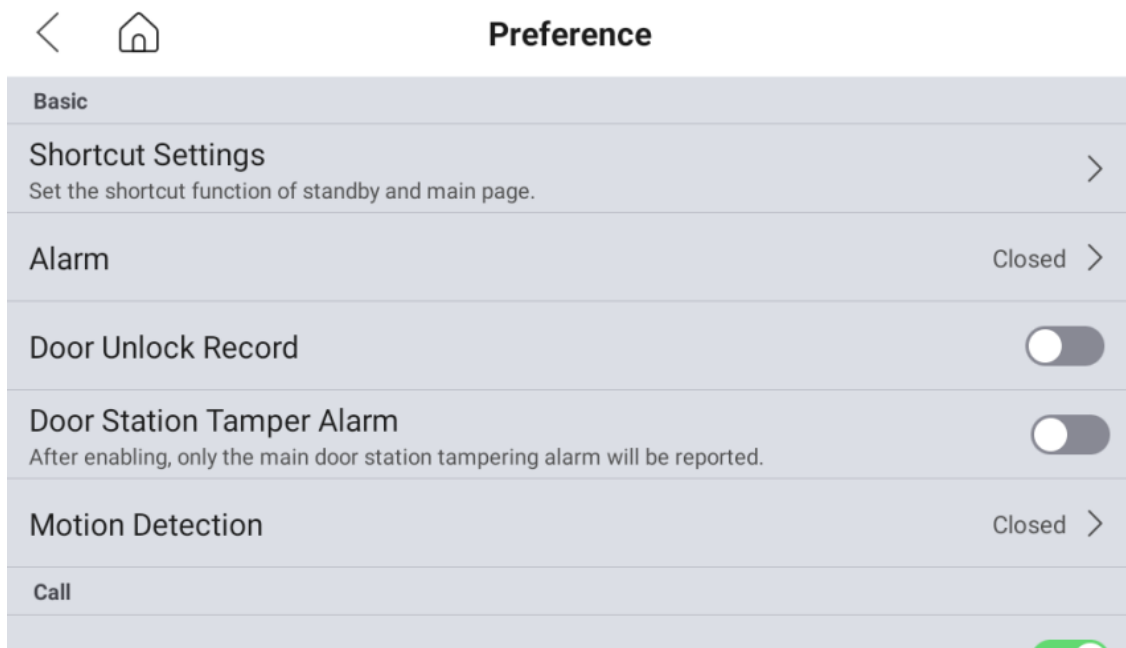 Preference
Basic
Shortcut Settings
Set the shortcut function of standby and main page.
Alarm
Closed
Door Unlock Record
Door Station Tamper Alarm
After enabling, only the main door station tampering alarm will be reported.
Motion Detection
Closed
Call